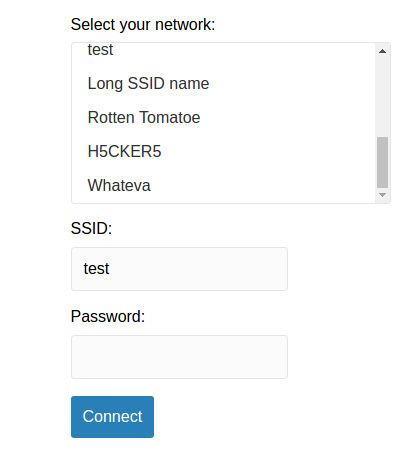 Select your network:
test
Long SSID name
Rotten Tomatoe
H5CKER5
Whateva
SSID:
test
Password:
Connect